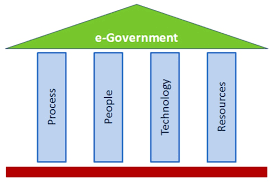 e-Government
Process
People
Technology
Resources